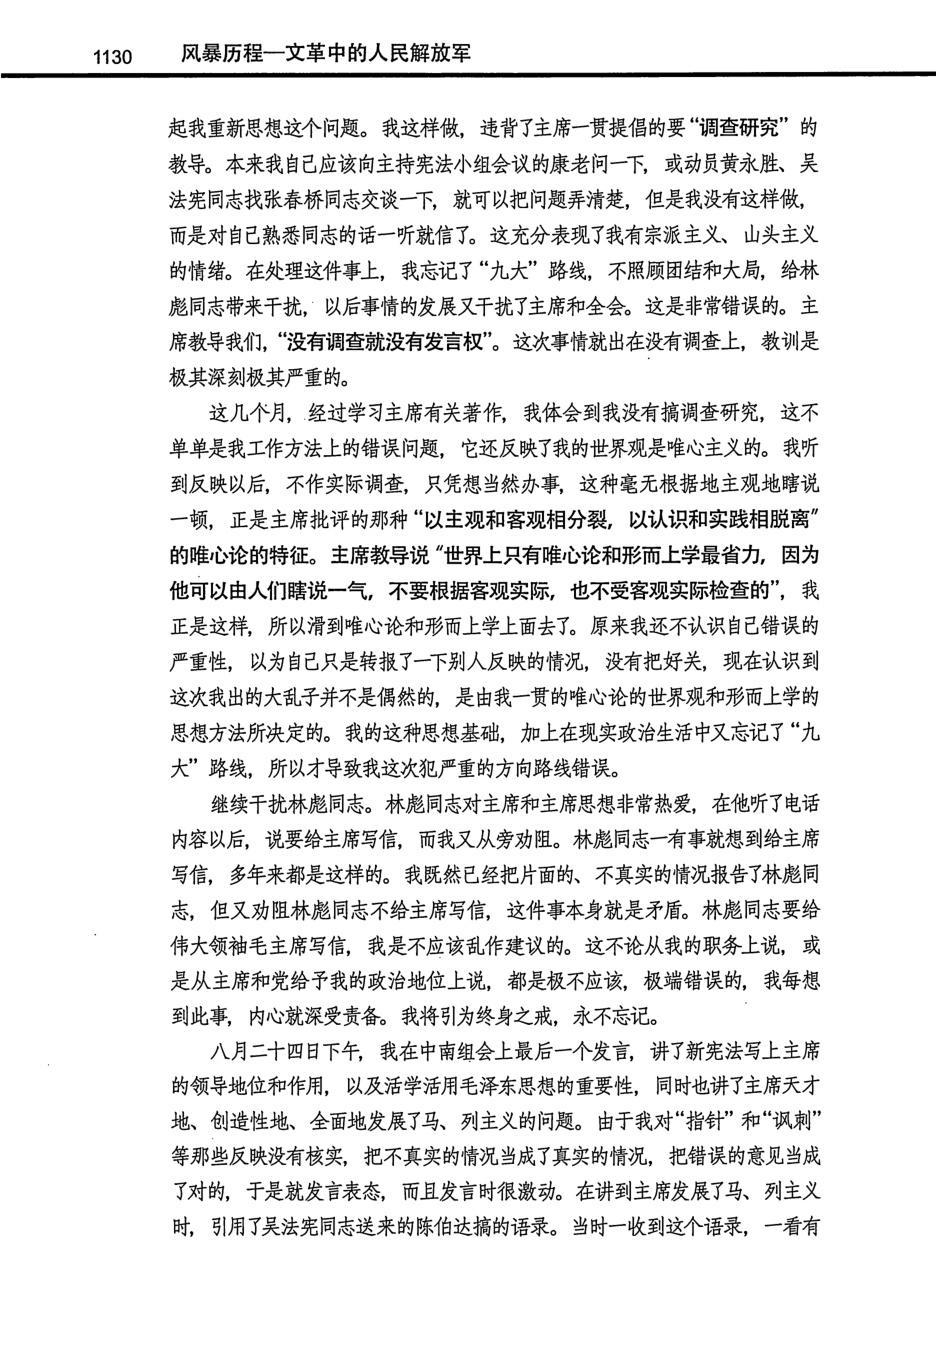 1130 风暴历程—文革中的人民解放军
起我重新思想这个问题。我这样做，违背了主席一贯提倡的要“调查研究”的
教导。本来我自己应该向主持宪法小组会议的康老问一下，或动员黄永胜、吴
法宪同志找张春桥同志交谈一下，就可以把问题弄清楚，但是我没有这样做，
而是对自己熟悉同志的话一听就信了。这充分表现了我有宗派主义、山头主义
的情绪。在处理这件事上，我忘记了“九大”路线，不照顾团结和大局，给林
彪同志带来干扰，以后事情的发展又干扰了主席和全会。这是非常错误的。主
席教导我们，“没有调查就没有发言权”。这次事情就出在没有调查上，教训是
极其深刻极其严重的。
这几个月，经过学习主席有关著作，我体会到我没有搞调查研究，这不
单单是我工作方法上的错误问题，它还反映了我的世界观是唯心主义的。我听
到反映以后，不作实际调查，只凭想当然办事，这种毫无根据地主观地瞎说
一顿，正是主席批评的那种“以主观和客观相分裂，以认识和实践相脱离”
的唯心论的特征。主席教导说“世界上只有唯心论和形而上学最省力，因为
他可以由人们瞎说一气，不要根据客观实际，也不受客观实际检查的”，我
正是这样，所以滑到唯心论和形而上学上面去了。原来我还不认识自己错误的
严重性，以为自己只是转报了一下别人反映的情况，没有把好关，现在认识到
这次我出的大乱子并不是偶然的，是由我一贯的唯心论的世界观和形而上学的
思想方法所决定的。我的这种思想基础，加上在现实政治生活中又忘记了“九
大”路线，所以才导致我这次犯严重的方向路线错误。
继续干扰林彪同志。林彪同志对主席和主席思想非常热爱，在他听了电话
内容以后，说要给主席写信，而我又从旁劝阻。林彪同志一有事就想到给主席
写信，多年来都是这样的。我既然已经把片面的、不真实的情况报告了林彪同
志，但又劝阻林彪同志不给主席写信，这件事本身就是矛盾。林彪同志要给
伟大领袖毛主席写信，我是不应该乱作建议的。这不论从我的职务上说，或
是从主席和党给予我的政治地位上说，都是极不应该，极端错误的，我每想
到此事，内心就深受责备。我将引为终身之戒，永不忘记。
八月二十四日下午，我在中南组会上最后一个发言，讲了新宪法写上主席
的领导地位和作用，以及活学活用毛泽东思想的重要性，同时也讲了主席天才
地、创造性地、全面地发展了马、列主义的问题。由于我对“指针”和“讽刺”
等那些反映没有核实，把不真实的情况当成了真实的情况，把错误的意见当成
了对的，于是就发言表态，而且发言时很激动。在讲到主席发展了马、列主义
时，引用了吴法宪同志送来的陈伯达搞的语录。当时一收到这个语录，一看有